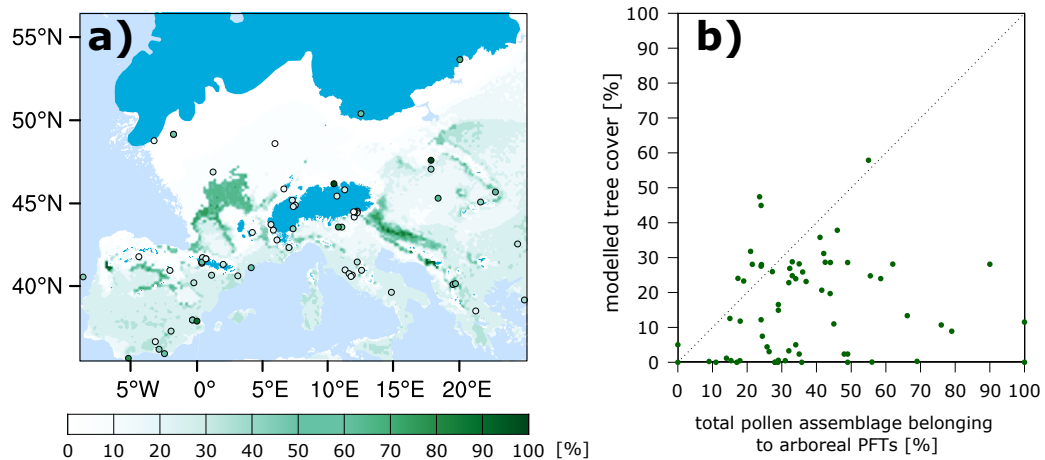 a)
55°N
50°N
45°N
40°N
5°W 0° 5°E 10°E 15°E 20°E
0 10 20 30 40 50 60 70 80 90 100 [%]
b)
modelled tree cover [%]
100
90
80
70
60
50
40
30
20
10
0
0 10 20 30 40 50 60 70 80 90 100
total pollen assemblage belonging
to arboreal PFTs [%]